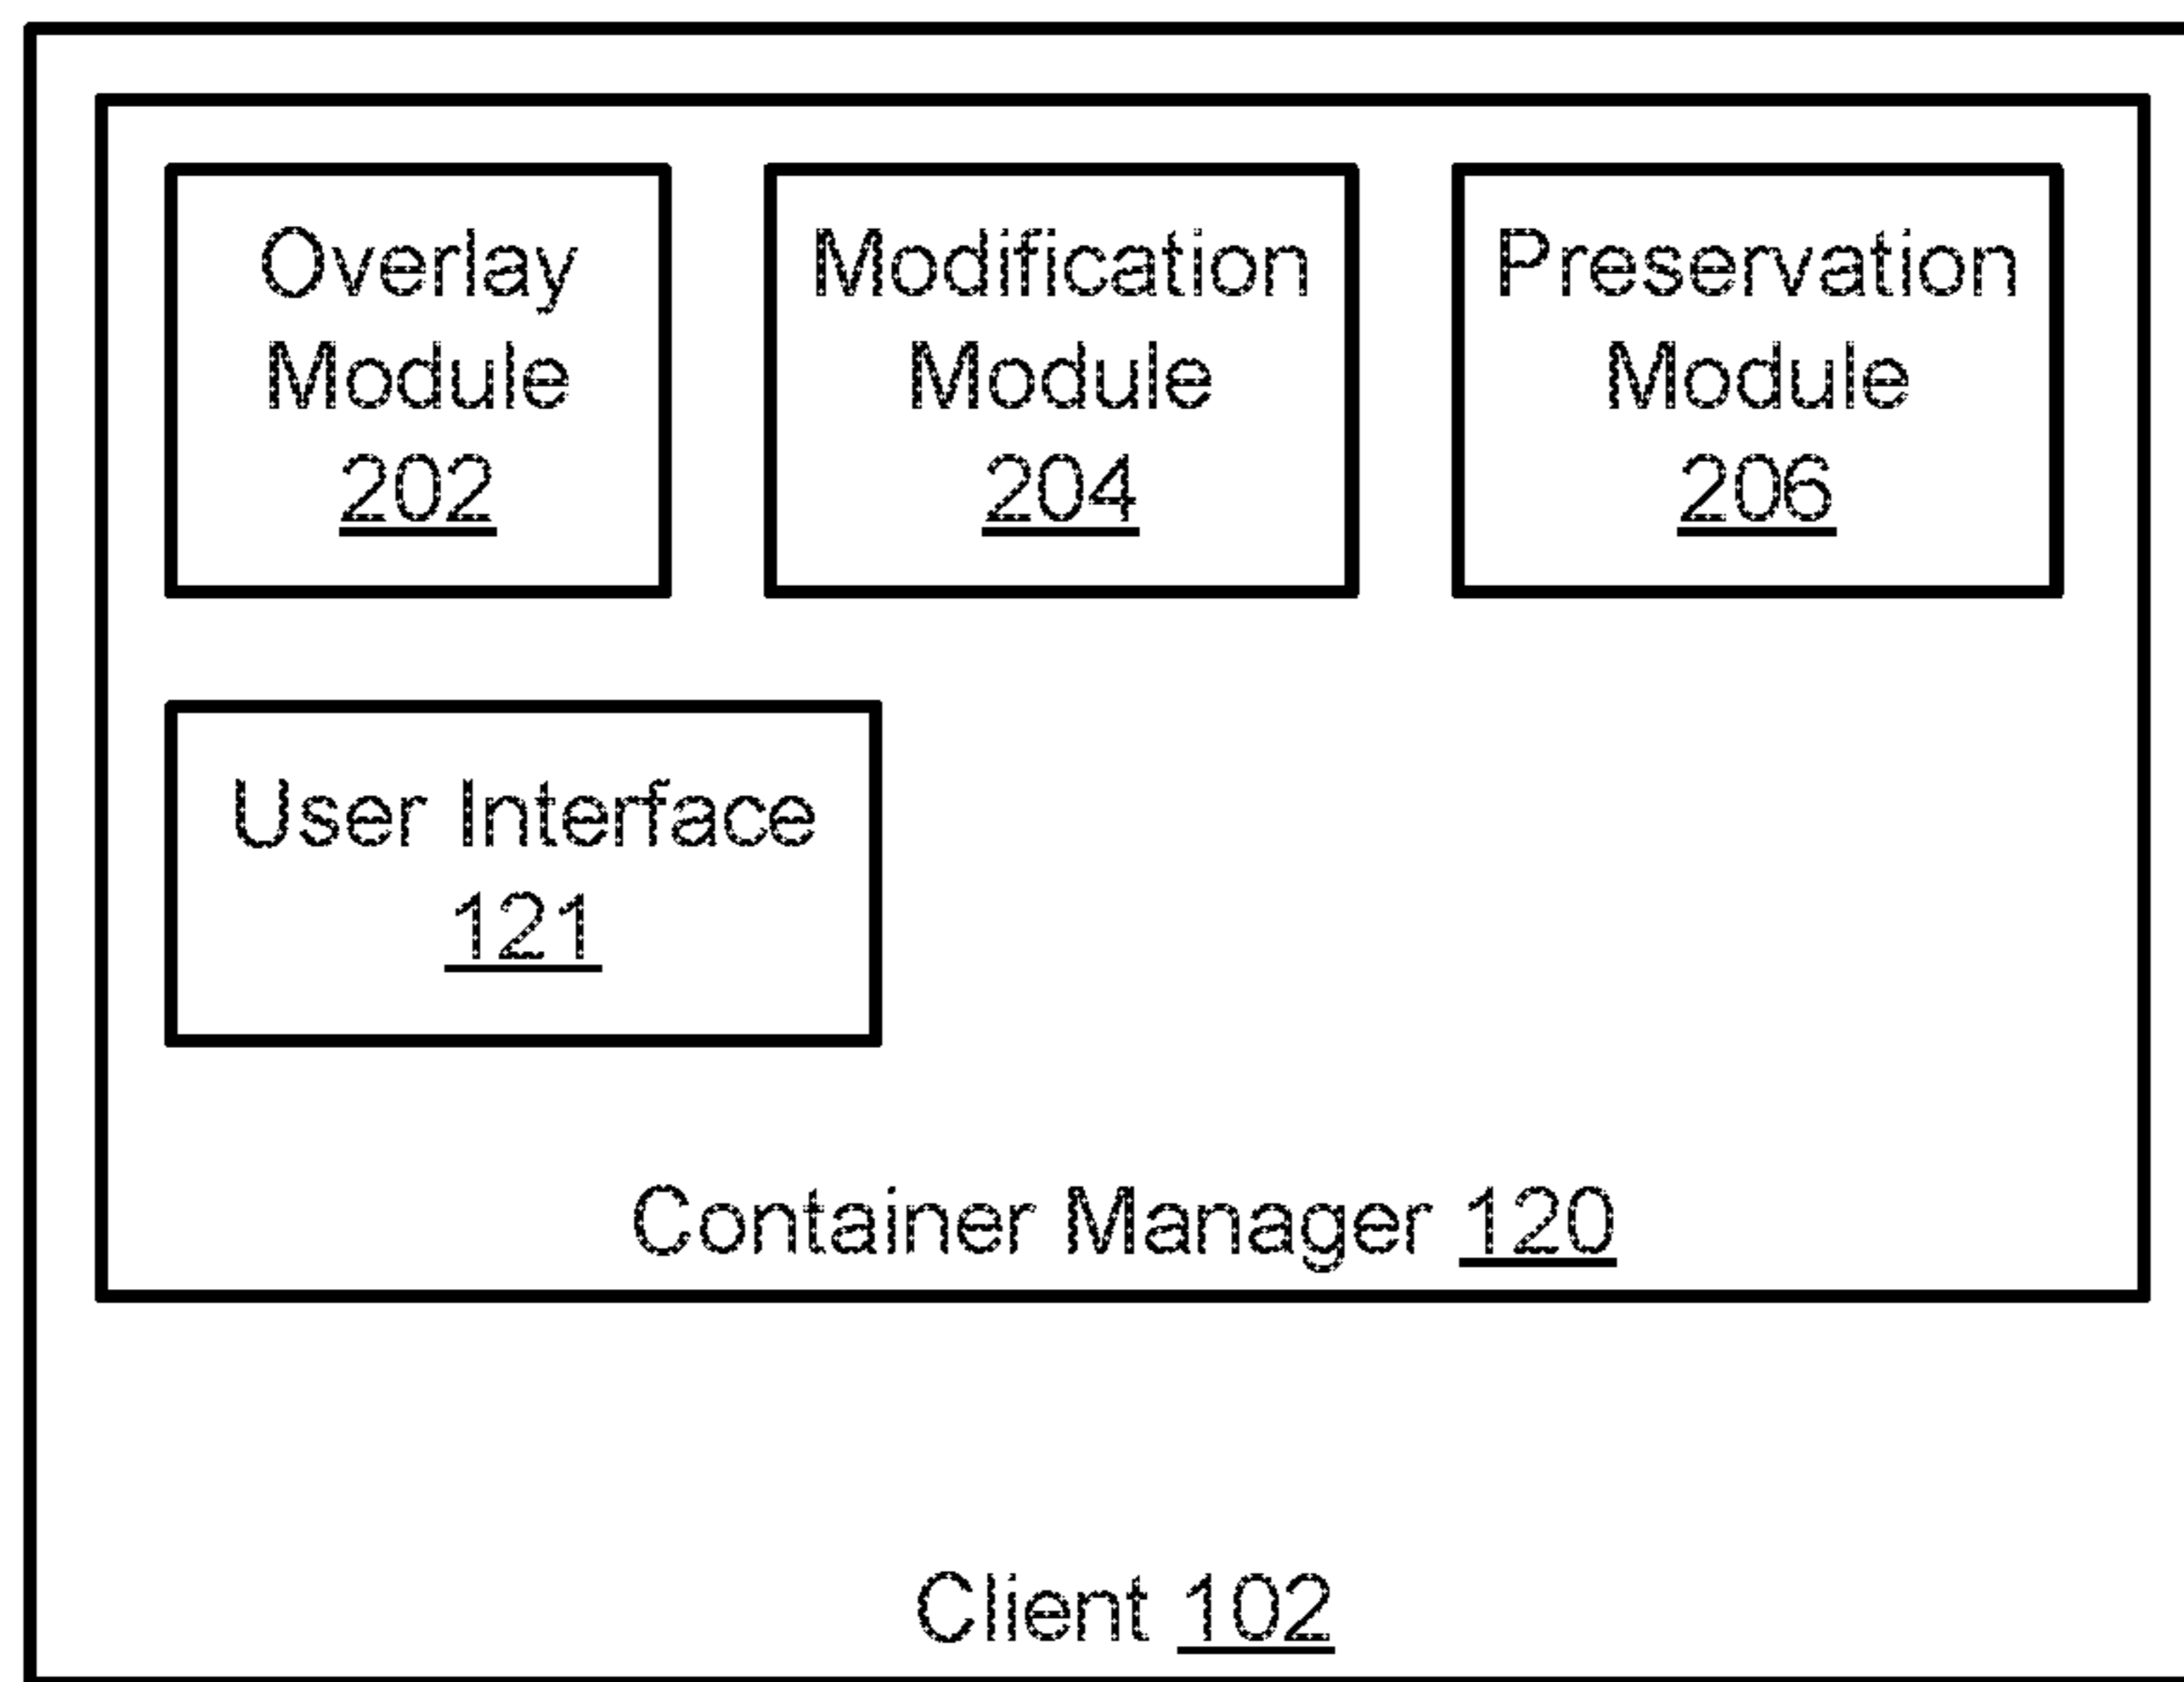 Overlay
Module
202
Modification
Module
204
Preservation
Module
206
User Interface
121
Container Manager 120
Client 102